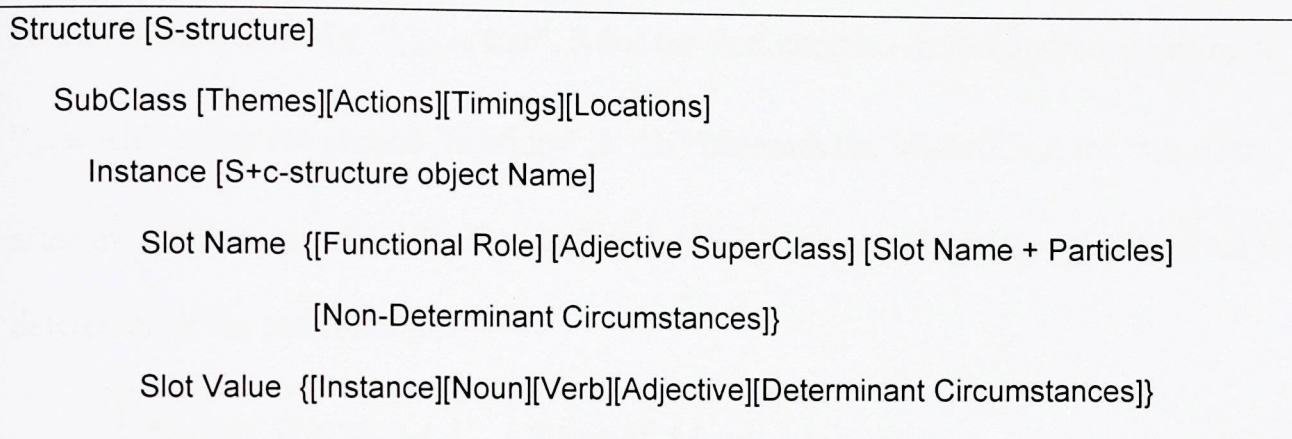 Structure [S-structure]
SubClass [Themes][Actions][Timings][Locations]
Instance [S+c-structure object Name]
Slot Name {[Functional Role] [Adjective SuperClass] [Slot Name + Particles]
[Non-Determinant Circumstances]}
Slot Value {[Instance][Noun][Verb][Adjective][Determinant Circumstances]}